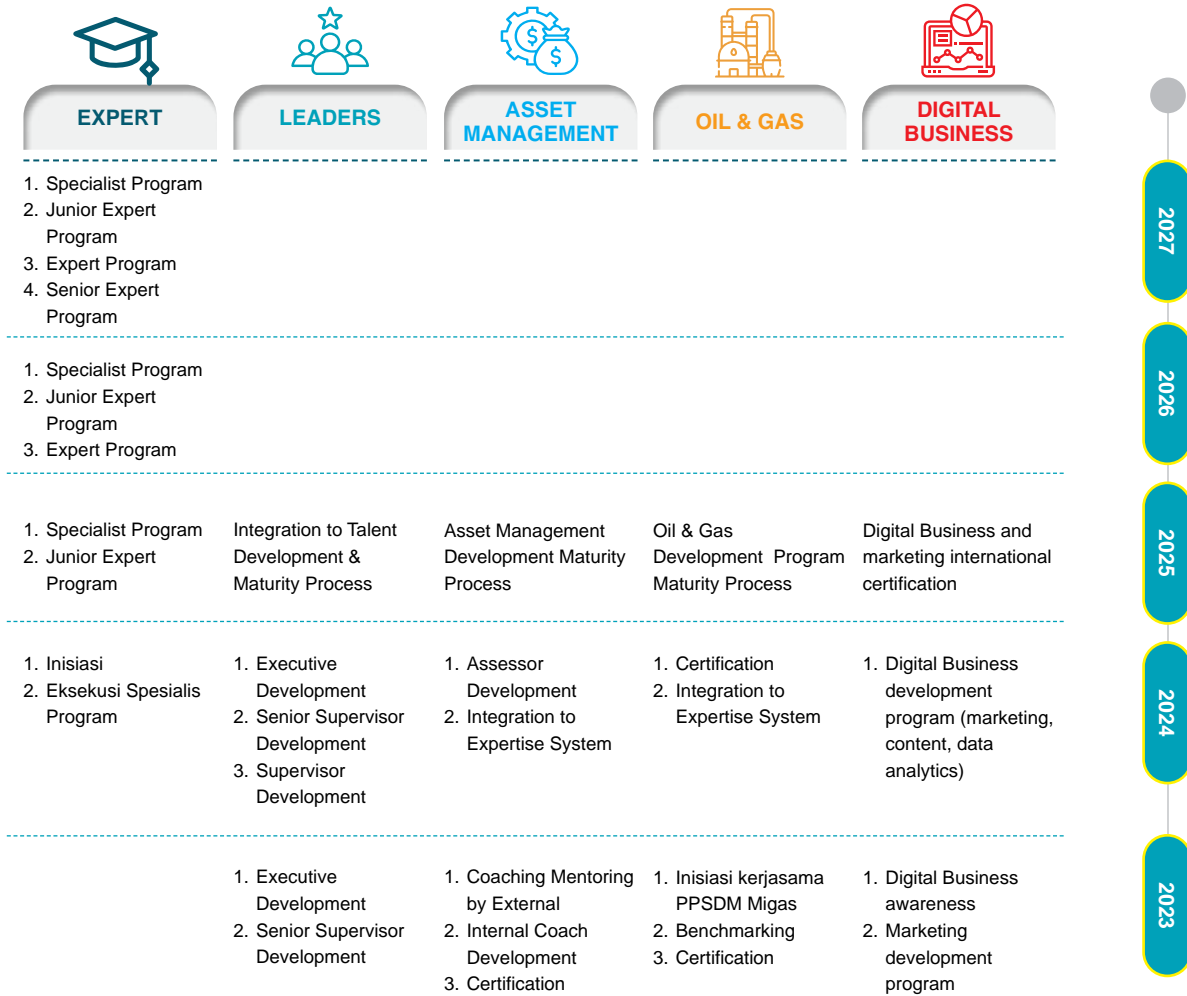 EXPERT
LEADERS
ASSET
MANAGEMENT
OIL & GAS
DIGITAL
BUSINESS
2027
1. Specialist Program
2. Junior Expert
Program
3. Expert Program
4. Senior Expert
Program
2026
1. Specialist Program
2. Junior Expert
Program
3. Expert Program
2025
1. Specialist Program
2. Junior Expert
Program
Integration to Talent
Development &
Maturity Process
Asset Management
Development Maturity
Process
Oil & Gas
Development Program
Maturity Process
Digital Business and
marketing international
certification
2024
1. Inisiasi
2. Eksekusi Spesialis
Program
1. Executive
Development
2. Senior Supervisor
Development
3. Supervisor
Development
1. Assessor
Development
2. Integration to
Expertise System
1. Certification
2. Integration to
Expertise System
1. Digital Business
development
program (marketing,
content, data
analytics)
2023
1. Executive
Development
2. Senior Supervisor
Development
1. Coaching Mentoring
by External
2. Internal Coach
Development
3. Certification
1. Inisiasi kerjasama
PPSDM Migas
2. Benchmarking
3. Certification
1. Digital Business
awareness
2. Marketing
development
program